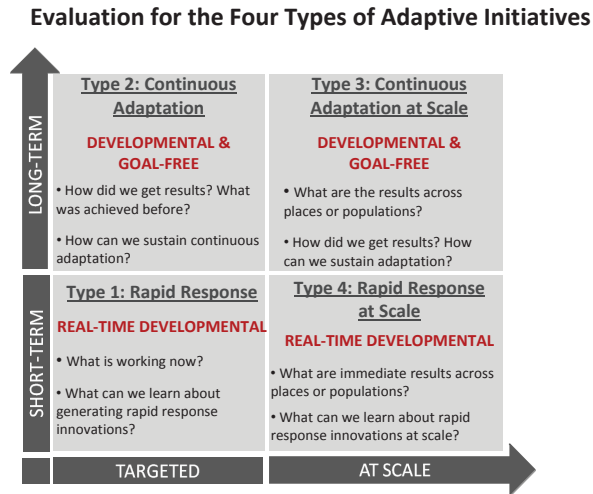 Evaluation for the Four Types of Adaptive Initiatives
LONG-TERM
Type 2: Continuous
Adaptation
DEVELOPMENTAL &
GOAL-FREE
• How did we get results? What
was achieved before?
• How can we sustain continuous
adaptation?
Type 3: Continuous
Adaptation at Scale
DEVELOPMENTAL &
GOAL-FREE
• What are the results across
places or populations?
• How did we get results? How
can we sustain adaptation?
SHORT-TERM
Type 1: Rapid Response
REAL-TIME DEVELOPMENTAL
• What is working now?
• What can we learn about
generating rapid response
innovations?
Type 4: Rapid Response
at Scale
REAL-TIME DEVELOPMENTAL
• What are immediate results across
places or populations?
• What can we learn about rapid
response innovations at scale?
TARGETED
AT SCALE